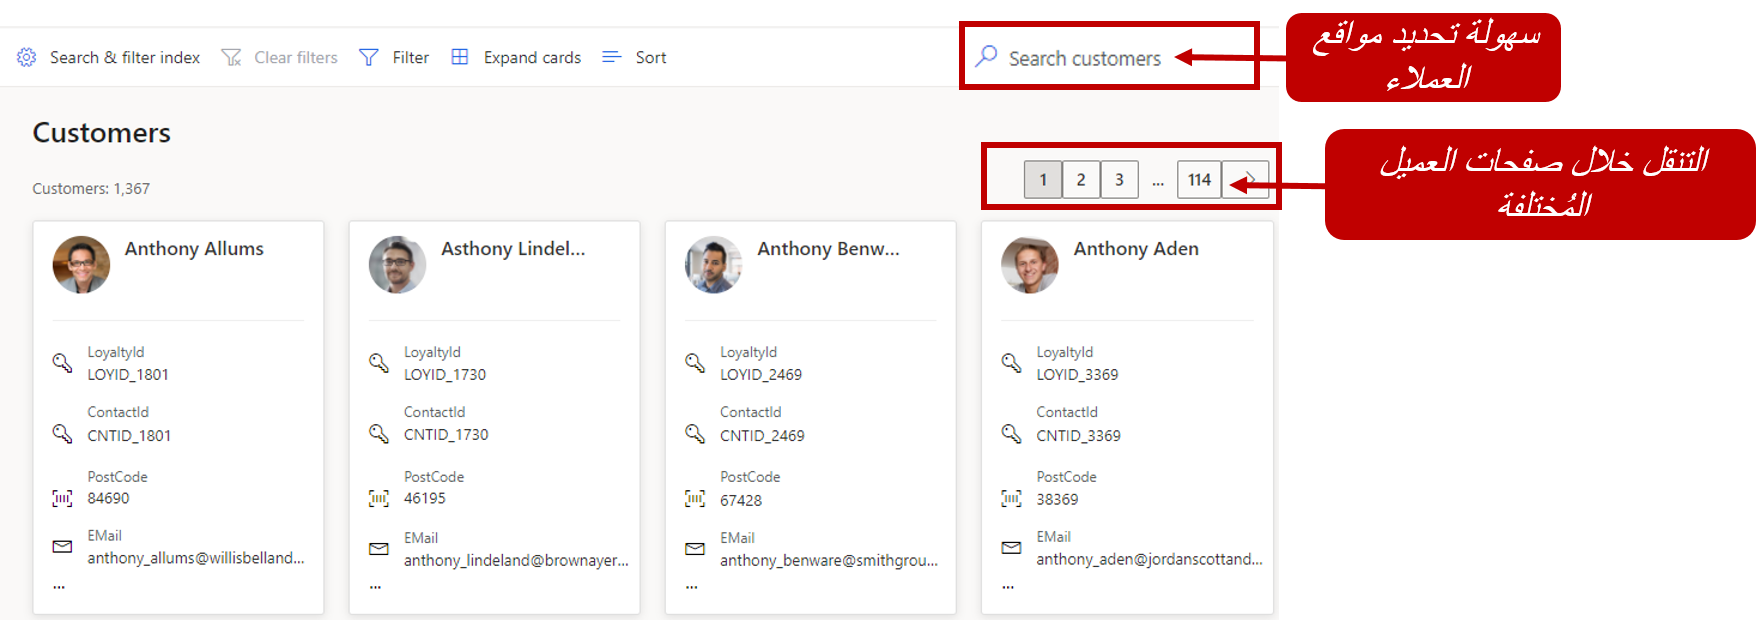 Search & filter index
Clear filters
Filter
Expand cards
Sort
Search customers
سهولة تحديد مواقع
العملاء
Customers
Customers: 1,367
1
2
3
...
114
التنقل خلال صفحات العميل
المُختلفة
Anthony Allums
LoyaltyId
LOYID_1801
ContactId
CNTID_1801
PostCode
84690
EMail
anthony_allums@willisbelland...
...
Asthony Lindel...
LoyaltyId
LOYID_1730
ContactId
CNTID_1730
PostCode
46195
EMail
anthony_lindeland@brownayer...
...
Anthony Benw...
LoyaltyId
LOYID_2469
ContactId
CNTID_2469
PostCode
67428
EMail
anthony_benware@smithgrou...
...
Anthony Aden
LoyaltyId
LOYID_3369
ContactId
CNTID_3369
PostCode
38369
EMail
anthony_aden@jordanscottand...
...